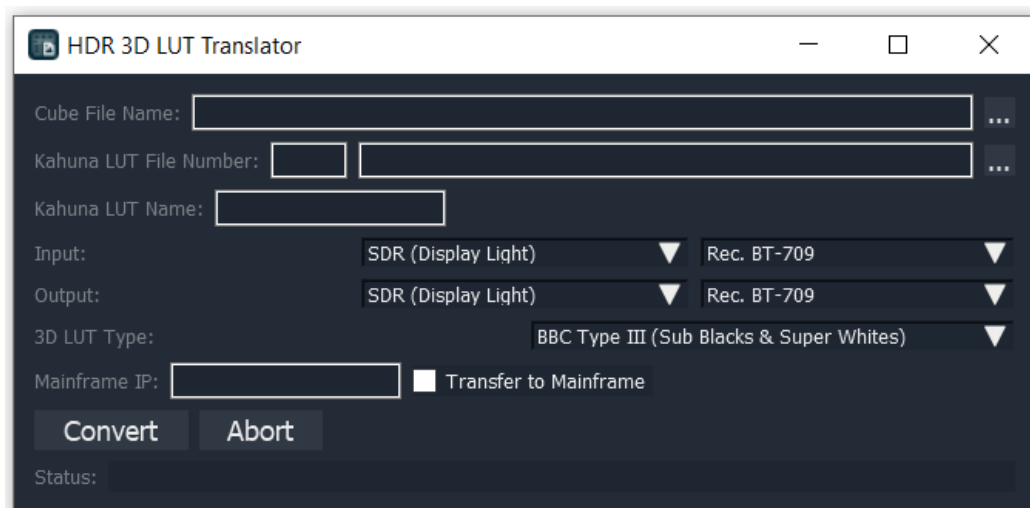 HDR 3D LUT Translator
Cube File Name: ...
Kahuna LUT File Number: ...
Kahuna LUT Name:
Input: SDR (Display Light) Rec. BT-709
Output: SDR (Display Light) Rec. BT-709
3D LUT Type: BBC Type III (Sub Blacks & Super Whites)
Mainframe IP: Transfer to Mainframe
Convert Abort
Status: